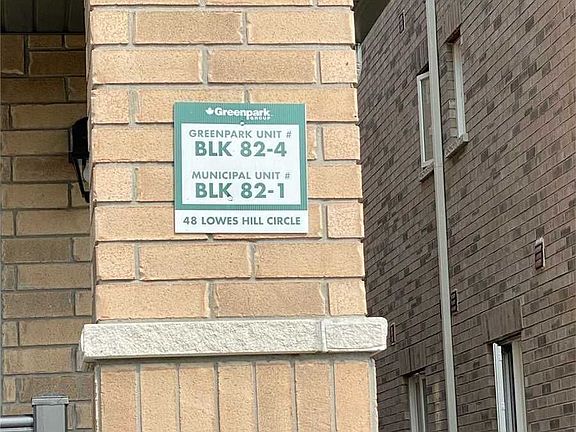 Greenpark
GROUP
GREENPARK UNIT #
BLK 82-4
MUNICIPAL UNIT #
BLK 82-1
48 LOWES HILL CIRCLE